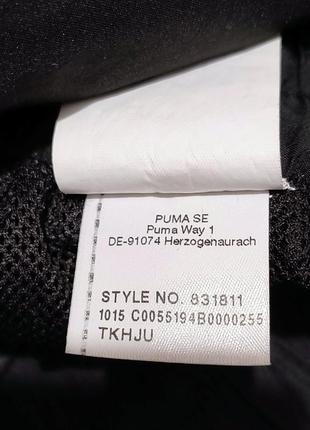 PUMA SE
Puma Way 1
DE-91074 Herzogenaurach
STYLE NO. 831811
1015 C0055194B0000255
TKHJU